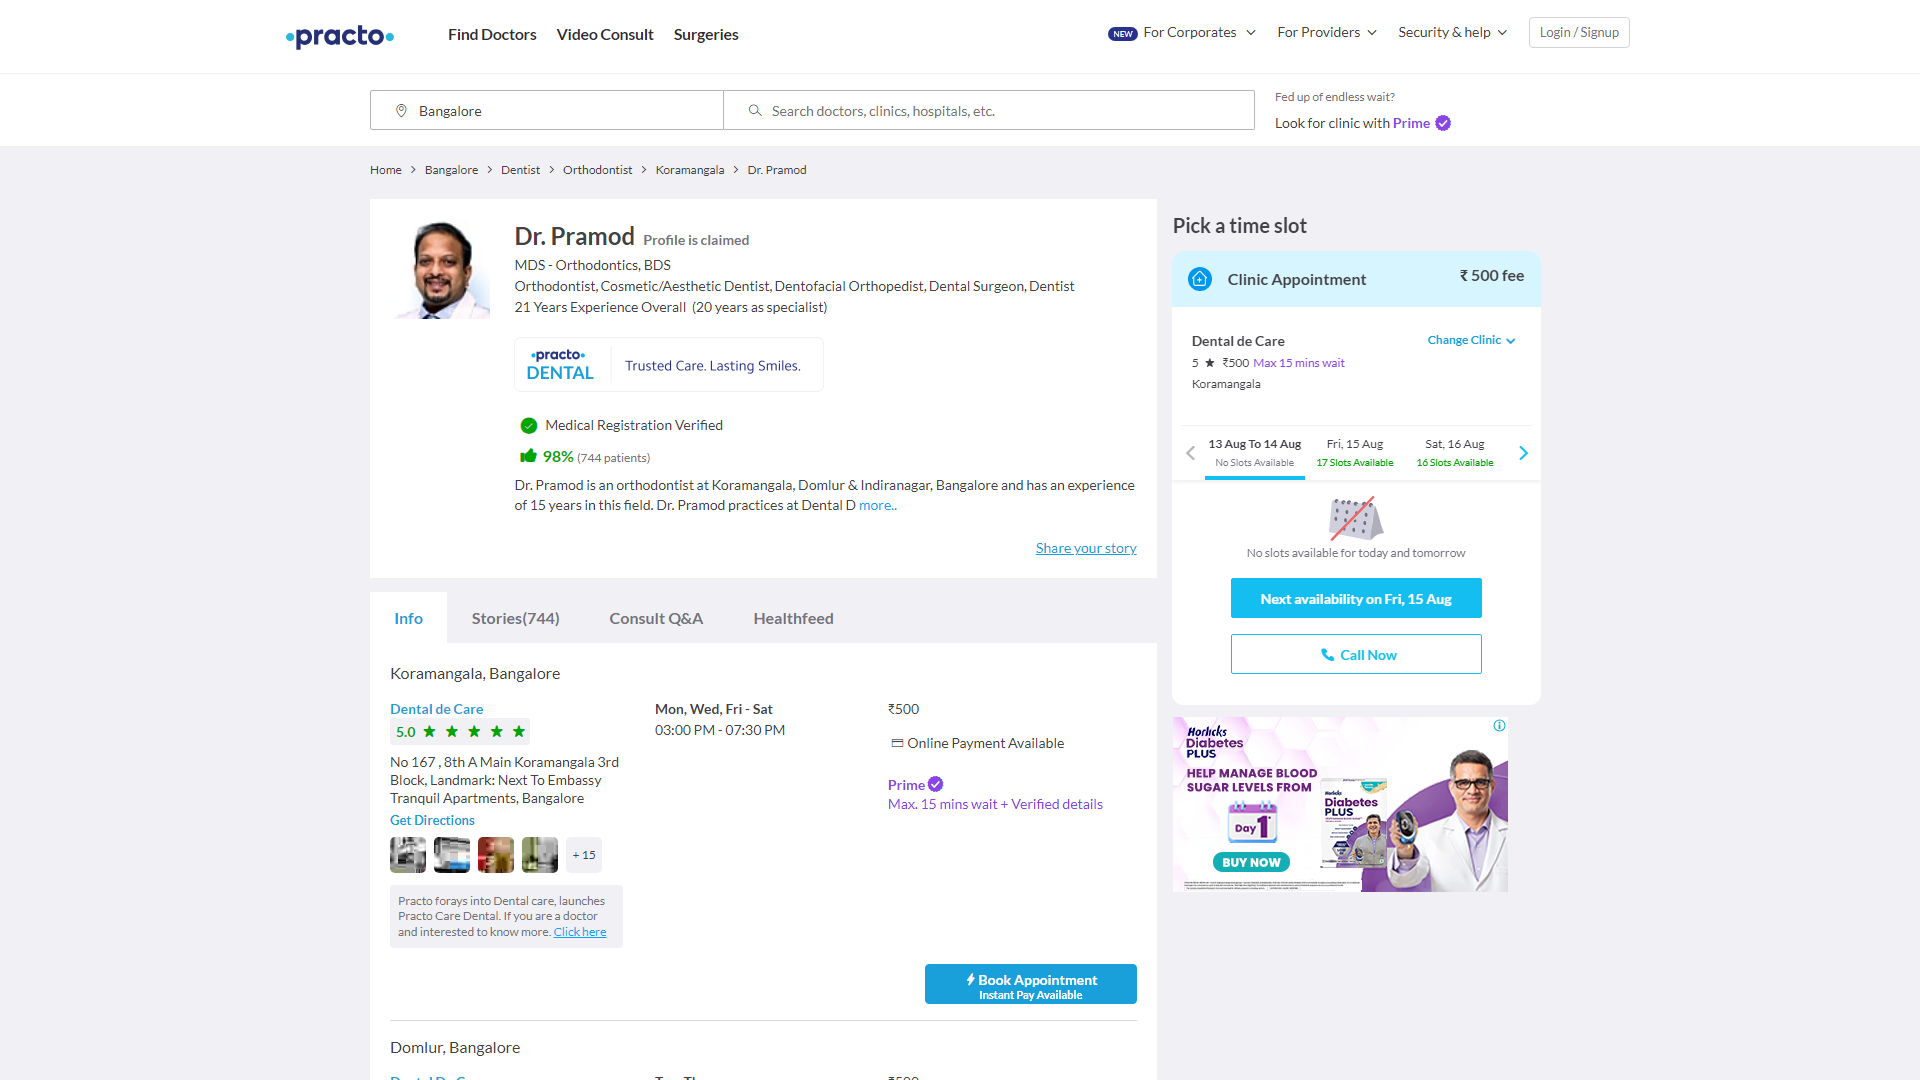 practo
Find Doctors
Video Consult
Surgeries
NEW For Corporates
For Providers
Security & help
Login / Signup
Bangalore
Search doctors, clinics, hospitals, etc.
Fed up of endless wait?
Look for clinic with Prime
Home > Bangalore > Dentist > Orthodontist > Koramangala > Dr. Pramod
Dr. Pramod Profile is claimed
MDS - Orthodontics, BDS
Orthodontist, Cosmetic/Aesthetic Dentist, Dentofacial Orthopedist, Dental Surgeon, Dentist
21 Years Experience Overall (20 years as specialist)
practo
DENTAL
Trusted Care. Lasting Smiles.
Medical Registration Verified
98% (744 patients)
Dr. Pramod is an orthodontist at Koramangala, Domlur & Indiranagar, Bangalore and has an experience
of 15 years in this field. Dr. Pramod practices at Dental D more..
Share your story
Info
Stories(744)
Consult Q&A
Healthfeed
Koramangala, Bangalore
Dental de Care
5.0
No 167 , 8th A Main Koramangala 3rd
Block, Landmark: Next To Embassy
Tranquil Apartments, Bangalore
Get Directions
+ 15
Practo forays into Dental care, launches
Practo Care Dental. If you are a doctor
and interested to know more. Click here
Mon, Wed, Fri - Sat
03:00 PM - 07:30 PM
₹500
Online Payment Available
Prime
Max. 15 mins wait + Verified details
Book Appointment
Instant Pay Available
Domlur, Bangalore
₹500
Pick a time slot
Clinic Appointment
₹ 500 fee
Dental de Care
Change Clinic
5 ★ ₹500 Max 15 mins wait
Koramangala
13 Aug To 14 Aug
No Slots Available
Fri, 15 Aug
17 Slots Available
Sat, 16 Aug
16 Slots Available
No slots available for today and tomorrow
Next availability on Fri, 15 Aug
Call Now
Horlicks
Diabetes
PLUS
HELP MANAGE BLOOD
SUGAR LEVELS FROM
Day 1*
BUY NOW
Horlicks
Diabetes
PLUS